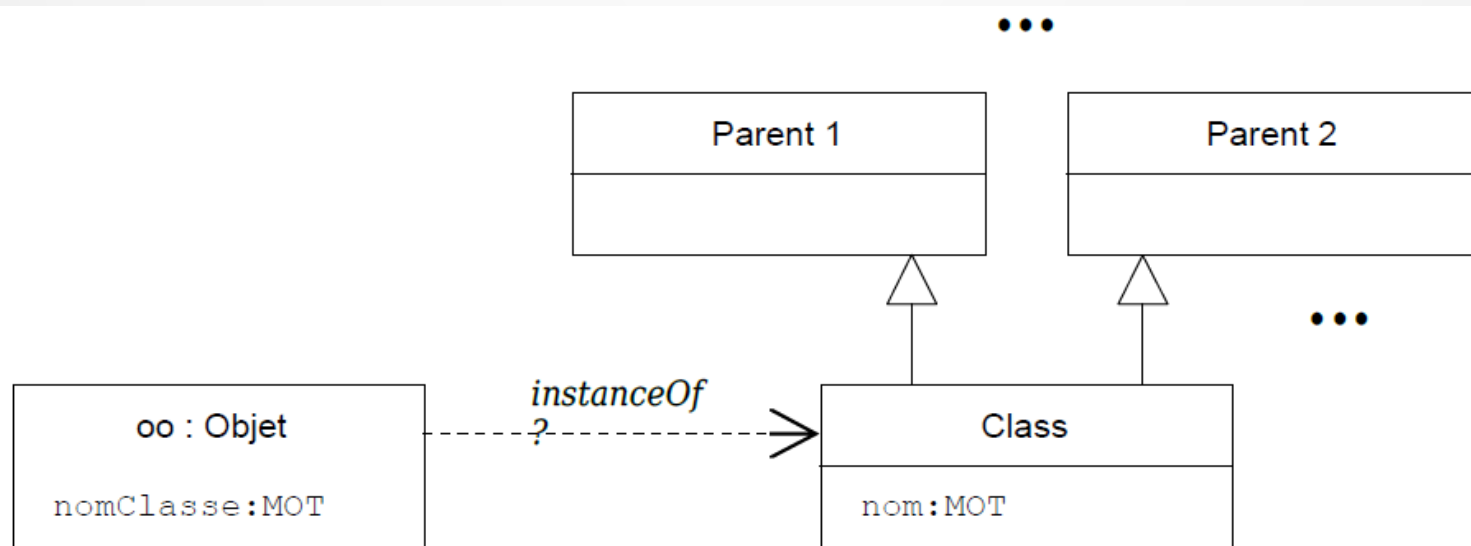 •••
Parent 1
Parent 2
•••
instanceOf
?
oo : Objet
Class
nomClasse:MOT
nom:MOT